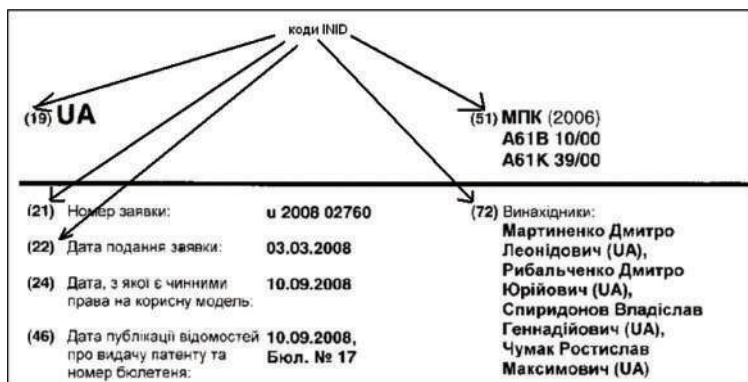 коди INID
(19) UA
(51) МПК (2006)
A61B 10/00
A61K 39/00
(21) Номер заявки: u 2008 02760
(22) Дата подання заявки: 03.03.2008
(24) Дата, з якої є чинними
права на корисну модель: 10.09.2008
(46) Дата публікації відомостей 10.09.2008,
про видачу патенту та Бюл. № 17
номер бюлетеня:
(72) Винахідники:
Мартиненко Дмитро
Леонідович (UA),
Рибальченко Дмитро
Юрійович (UA),
Спиридонов Владіслав
Геннадійович (UA),
Чумак Ростислав
Максимович (UA)